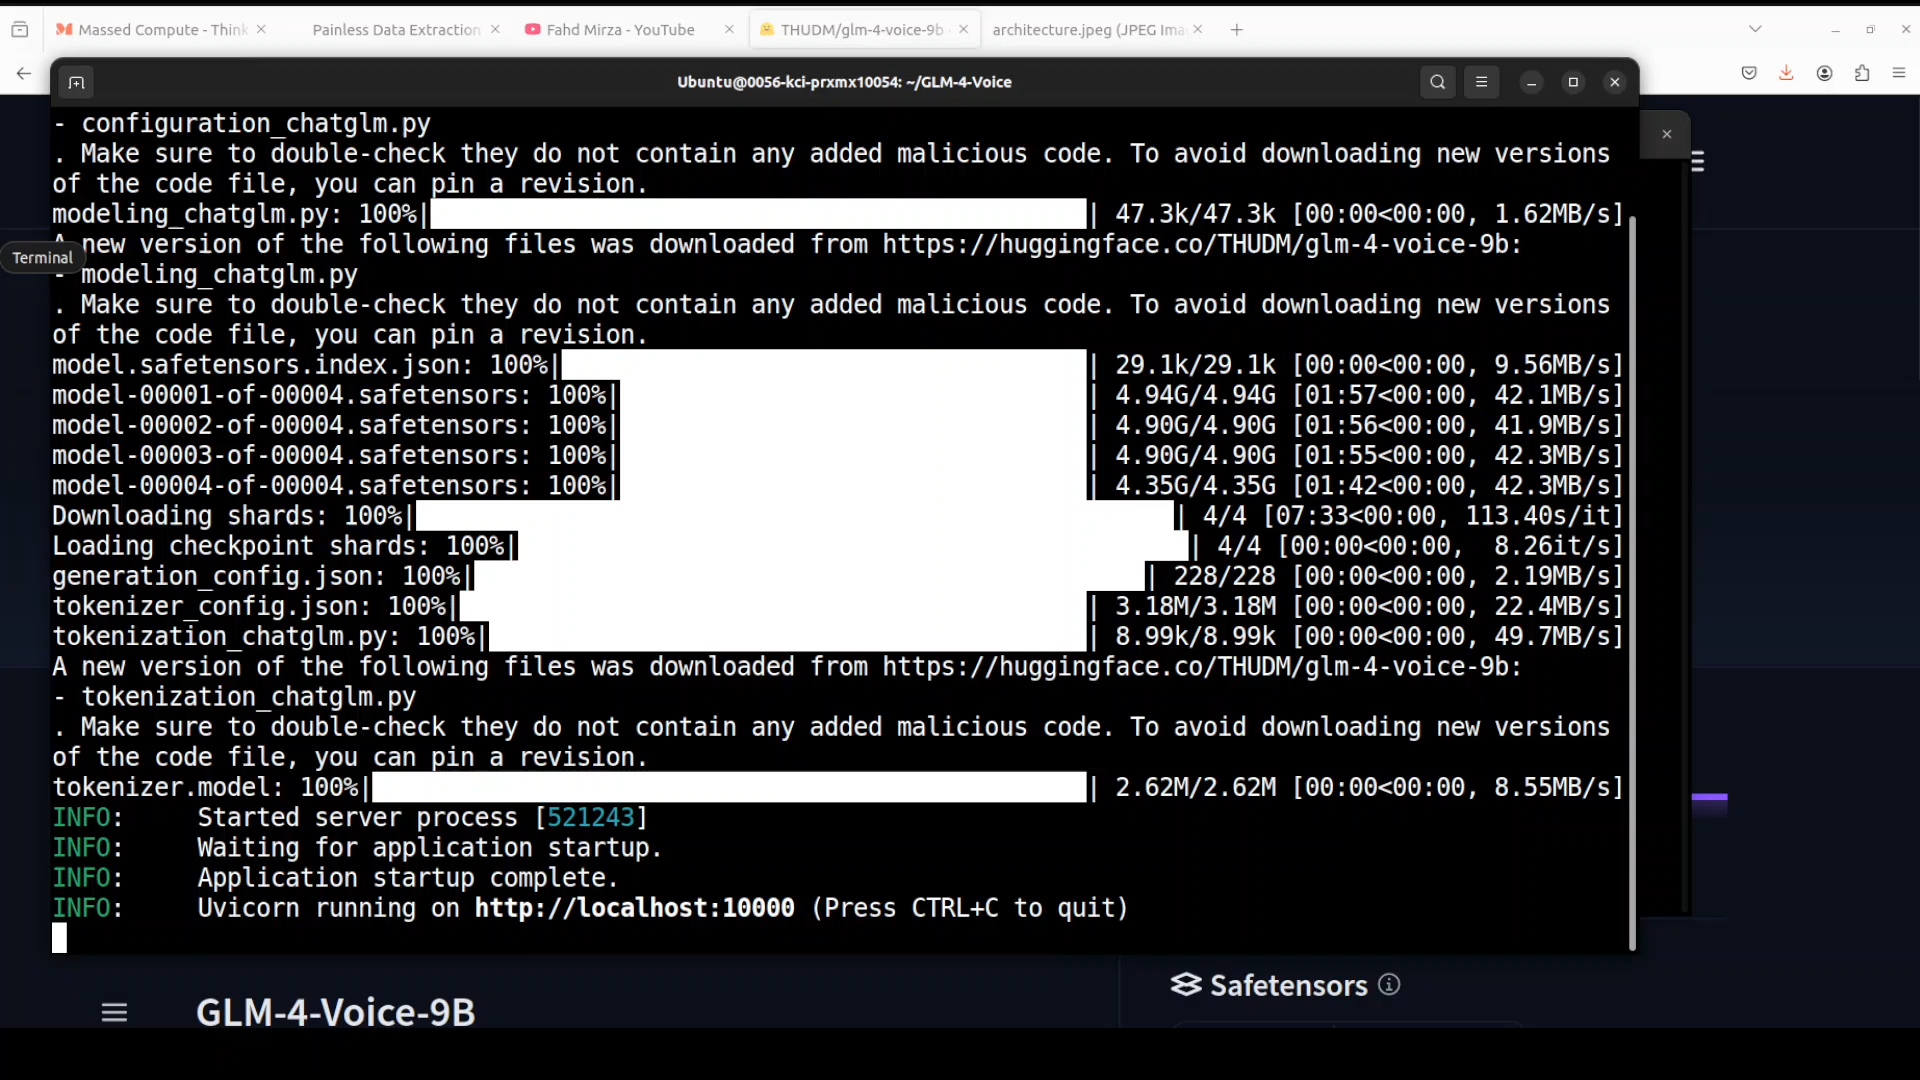 Massed Compute - Think
Painless Data Extraction
Fahd Mirza - YouTube
THUDM/glm-4-voice-9b
architecture.jpeg (JPEG Ima
Ubuntu@0056-kci-prxmx10054: ~/GLM-4-Voice
- configuration_chatglm.py
. Make sure to double-check they do not contain any added malicious code. To avoid downloading new versions
of the code file, you can pin a revision.
modeling_chatglm.py: 100%| | 47.3k/47.3k [00:00<00:00, 1.62MB/s]
A new version of the following files was downloaded from https://huggingface.co/THUDM/glm-4-voice-9b:
Terminal
- modeling_chatglm.py
. Make sure to double-check they do not contain any added malicious code. To avoid downloading new versions
of the code file, you can pin a revision.
model.safetensors.index.json: 100%| | 29.1k/29.1k [00:00<00:00, 9.56MB/s]
model-00001-of-00004.safetensors: 100%| | 4.94G/4.94G [01:57<00:00, 42.1MB/s]
model-00002-of-00004.safetensors: 100%| | 4.90G/4.90G [01:56<00:00, 41.9MB/s]
model-00003-of-00004.safetensors: 100%| | 4.90G/4.90G [01:55<00:00, 42.3MB/s]
model-00004-of-00004.safetensors: 100%| | 4.35G/4.35G [01:42<00:00, 42.3MB/s]
Downloading shards: 100%| | 4/4 [07:33<00:00, 113.40s/it]
Loading checkpoint shards: 100%| | 4/4 [00:00<00:00, 8.26it/s]
generation_config.json: 100%| | 228/228 [00:00<00:00, 2.19MB/s]
tokenizer_config.json: 100%| | 3.18M/3.18M [00:00<00:00, 22.4MB/s]
tokenization_chatglm.py: 100%| | 8.99k/8.99k [00:00<00:00, 49.7MB/s]
A new version of the following files was downloaded from https://huggingface.co/THUDM/glm-4-voice-9b:
- tokenization_chatglm.py
. Make sure to double-check they do not contain any added malicious code. To avoid downloading new versions
of the code file, you can pin a revision.
tokenizer.model: 100%| | 2.62M/2.62M [00:00<00:00, 8.55MB/s]
INFO: Started server process [521243]
INFO: Waiting for application startup.
INFO: Application startup complete.
INFO: Uvicorn running on http://localhost:10000 (Press CTRL+C to quit)
Safetensors
GLM-4-Voice-9B